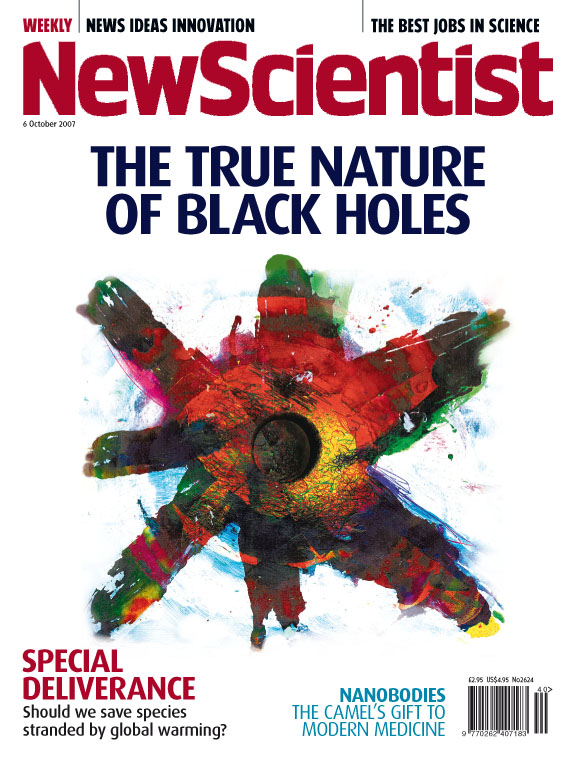 WEEKLY | NEWS IDEAS INNOVATION | THE BEST JOBS IN SCIENCE
NewScientist
6 October 2007
THE TRUE NATURE
OF BLACK HOLES
SPECIAL
DELIVERANCE
Should we save species
stranded by global warming?
NANOBODIES
THE CAMEL'S GIFT TO
MODERN MEDICINE
£2.95 US$4.95 No2624
40>
9 770262 407183